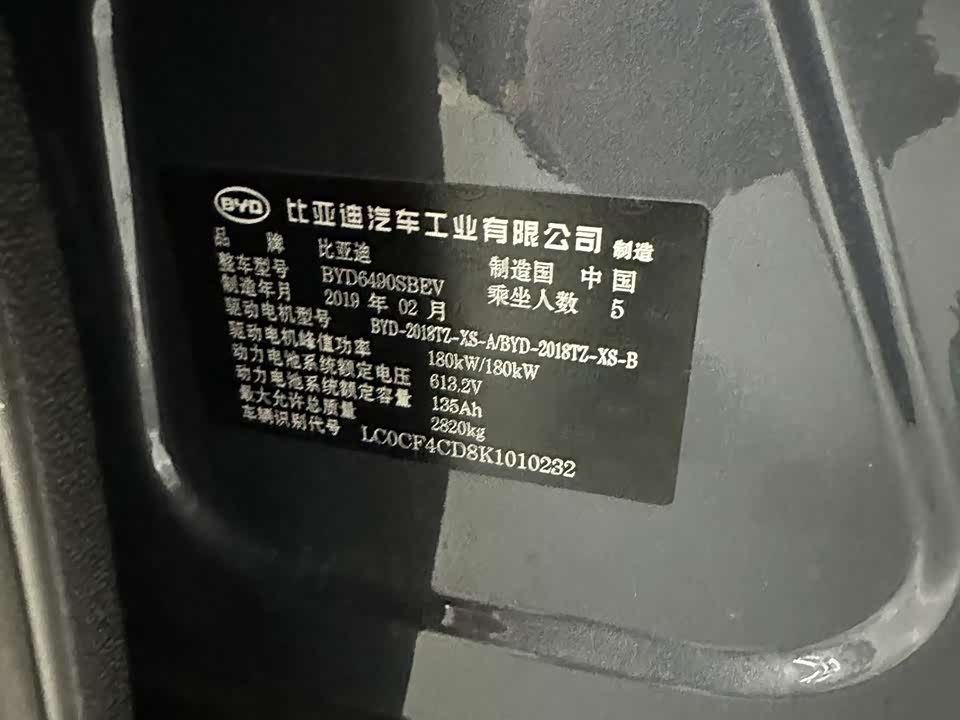 BYD 比亚迪汽车工业有限公司 制造
品牌 比亚迪 制造国 中国
整车型号 BYD6490SBEV 乘坐人数 5
制造年月 2019 年 02 月
驱动电机型号 BYD-2018TZ-XS-A/BYD-2018TZ-XS-B
驱动电机峰值功率 180kW/180kW
动力电池系统额定电压 613.2V
动力电池系统额定容量 135Ah
最大允许总质量 2820kg
车辆识别代号 LC0CF4CD8K1010232